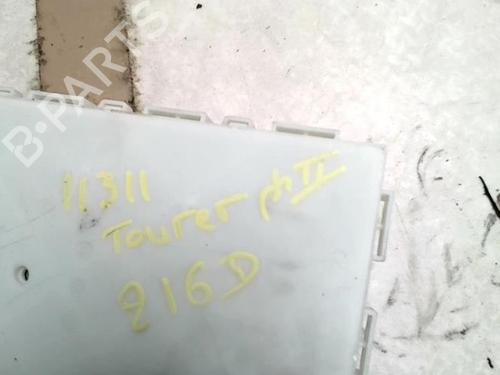 B-PARTS
11311
Tourer ph II
216D